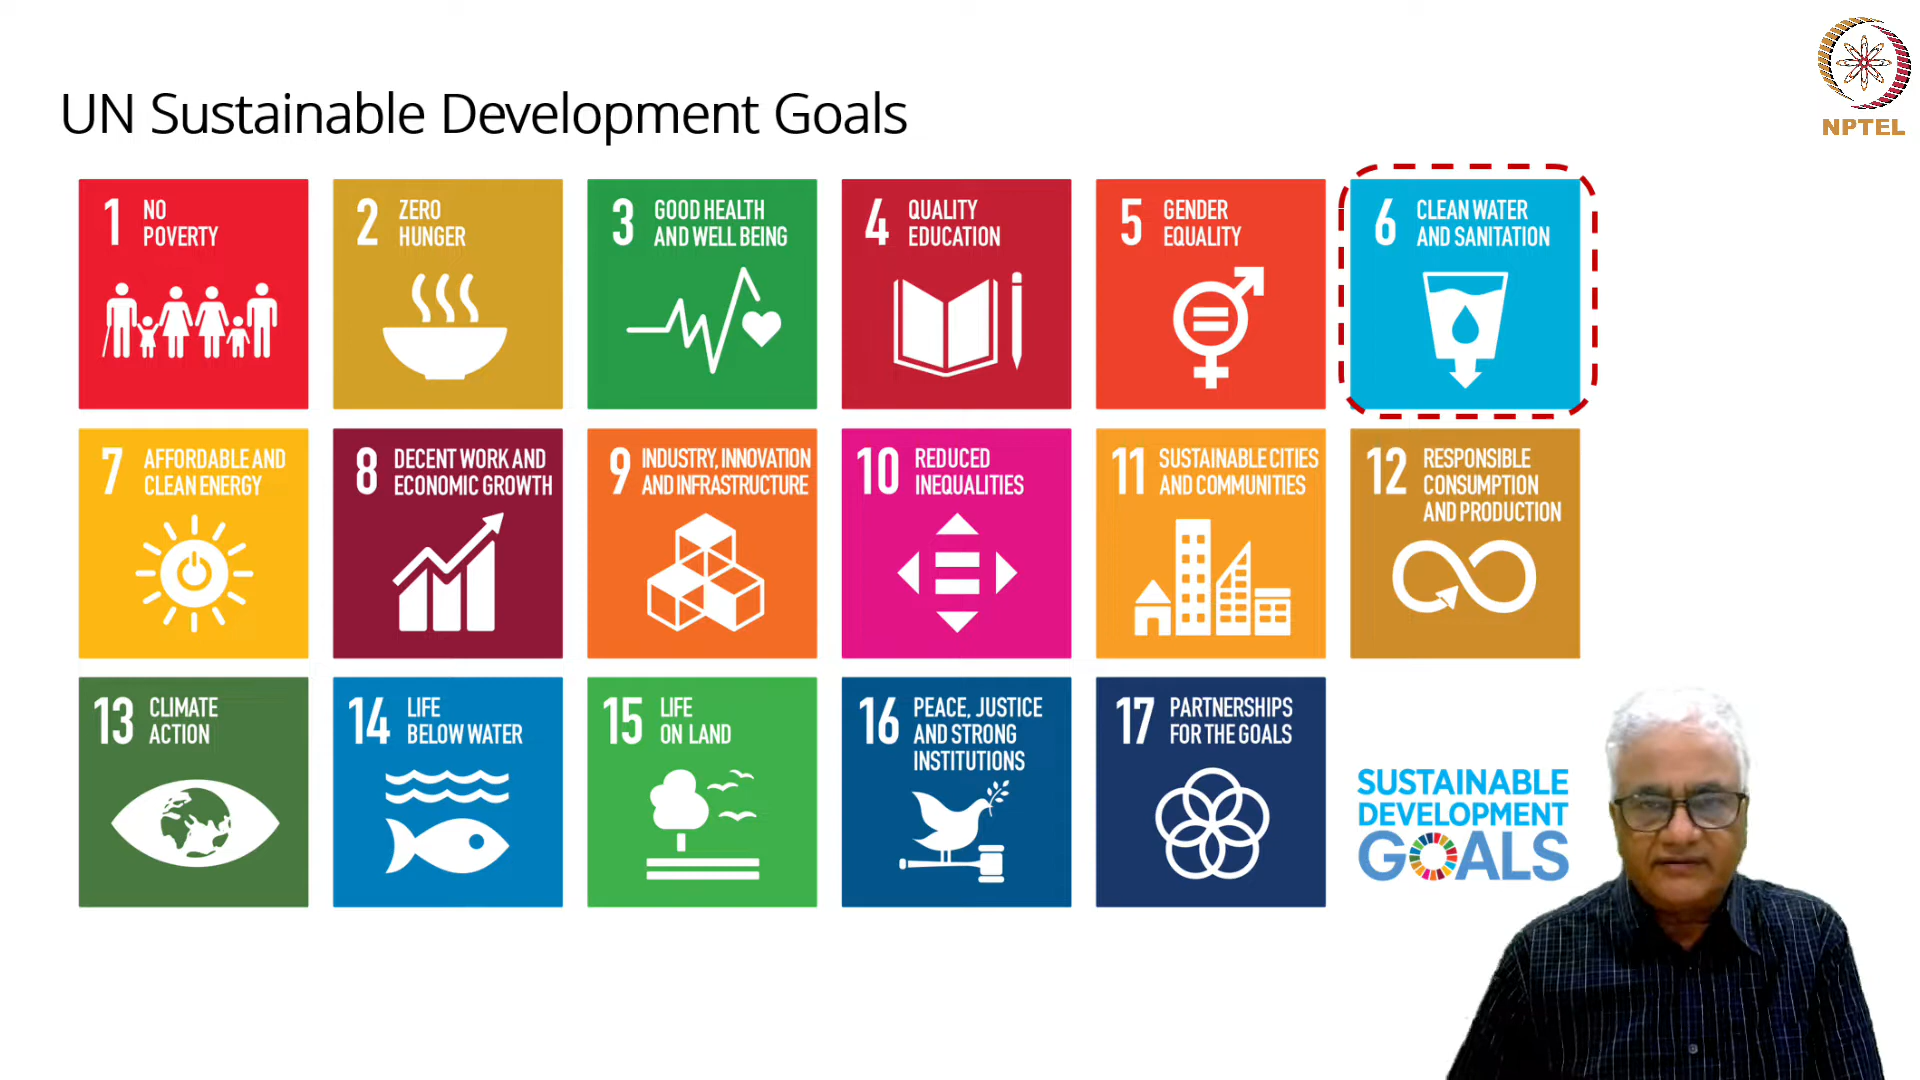 NPTEL
UN Sustainable Development Goals
1 NO
POVERTY
2 ZERO
HUNGER
3 GOOD HEALTH
AND WELL BEING
4 QUALITY
EDUCATION
5 GENDER
EQUALITY
6 CLEAN WATER
AND SANITATION
7 AFFORDABLE AND
CLEAN ENERGY
8 DECENT WORK AND
ECONOMIC GROWTH
9 INDUSTRY, INNOVATION
AND INFRASTRUCTURE
10 REDUCED
INEQUALITIES
11 SUSTAINABLE CITIES
AND COMMUNITIES
12 RESPONSIBLE
CONSUMPTION
AND PRODUCTION
13 CLIMATE
ACTION
14 LIFE
BELOW WATER
15 LIFE
ON LAND
16 PEACE, JUSTICE
AND STRONG
INSTITUTIONS
17 PARTNERSHIPS
FOR THE GOALS
SUSTAINABLE
DEVELOPMENT
GOALS